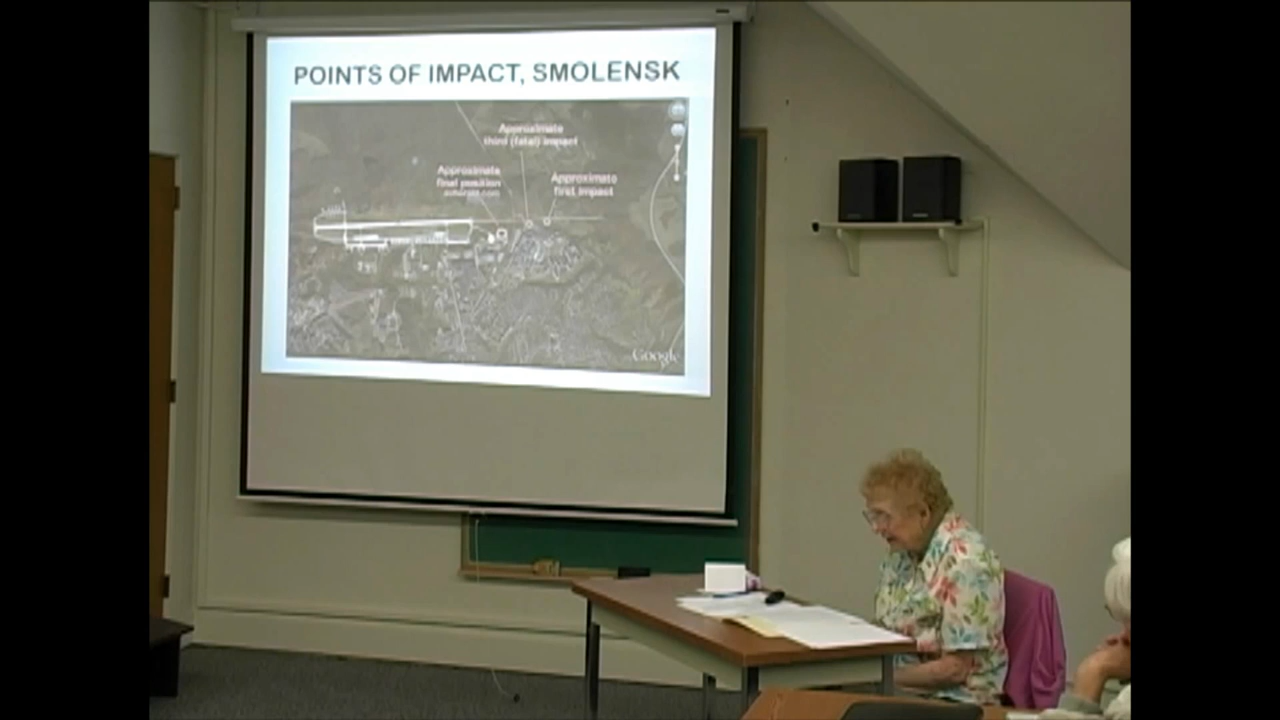 POINTS OF IMPACT, SMOLENSK
Approximate
third (fatal) impact
Approximate
final position
Approximate
first impact
Google